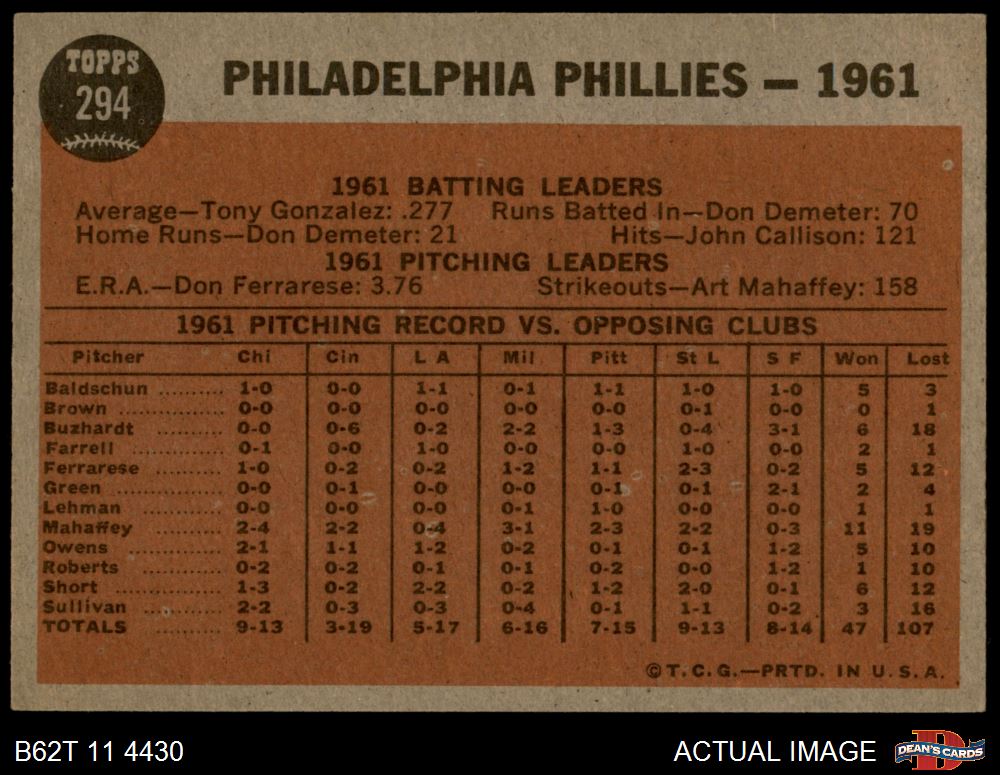 TOPPS
294
PHILADELPHIA PHILLIES — 1961
1961 BATTING LEADERS
Average—Tony Gonzalez: .277 Runs Batted In—Don Demeter: 70
Home Runs—Don Demeter: 21 Hits—John Callison: 121
1961 PITCHING LEADERS
E.R.A.—Don Ferrarese: 3.76 Strikeouts—Art Mahaffey: 158
1961 PITCHING RECORD VS. OPPOSING CLUBS
Pitcher Chi Cin L A Mil Pitt St L S F Won Lost
Baldschun .......... 1-0 0-0 1-1 0-1 1-1 1-0 1-0 5 3
Brown ................ 0-0 0-0 0-0 0-0 0-0 0-1 0-0 0 1
Buzhardt .......... 0-0 0-6 0-2 2-2 1-3 0-4 3-1 6 18
Farrell ................ 0-1 0-0 1-0 0-0 0-0 1-0 0-0 2 1
Ferrarese .......... 1-0 0-2 0-2 1-2 1-1 2-3 0-2 5 12
Green ................ 0-0 0-1 0-0 0-0 0-1 0-1 2-1 2 4
Lehman .............. 0-0 0-0 0-0 0-1 1-0 0-0 0-0 1 1
Mahaffey ............ 2-4 2-2 0-4 3-1 2-3 2-2 0-3 11 19
Owens ................ 2-1 1-1 1-2 0-2 0-1 0-1 1-2 5 10
Roberts ............ 0-2 0-2 0-1 0-1 0-2 0-0 1-2 1 10
Short ................ 1-3 0-2 2-2 0-2 1-2 2-0 0-1 6 12
Sullivan ............ 2-2 0-3 0-3 0-4 0-1 1-1 0-2 3 16
TOTALS .............. 9-13 3-19 5-17 6-16 7-15 9-13 8-14 47 107
©T.C.G.—PRTD. IN U.S.A.
B62T 11 4430 ACTUAL IMAGE D DEAN'S CARDS